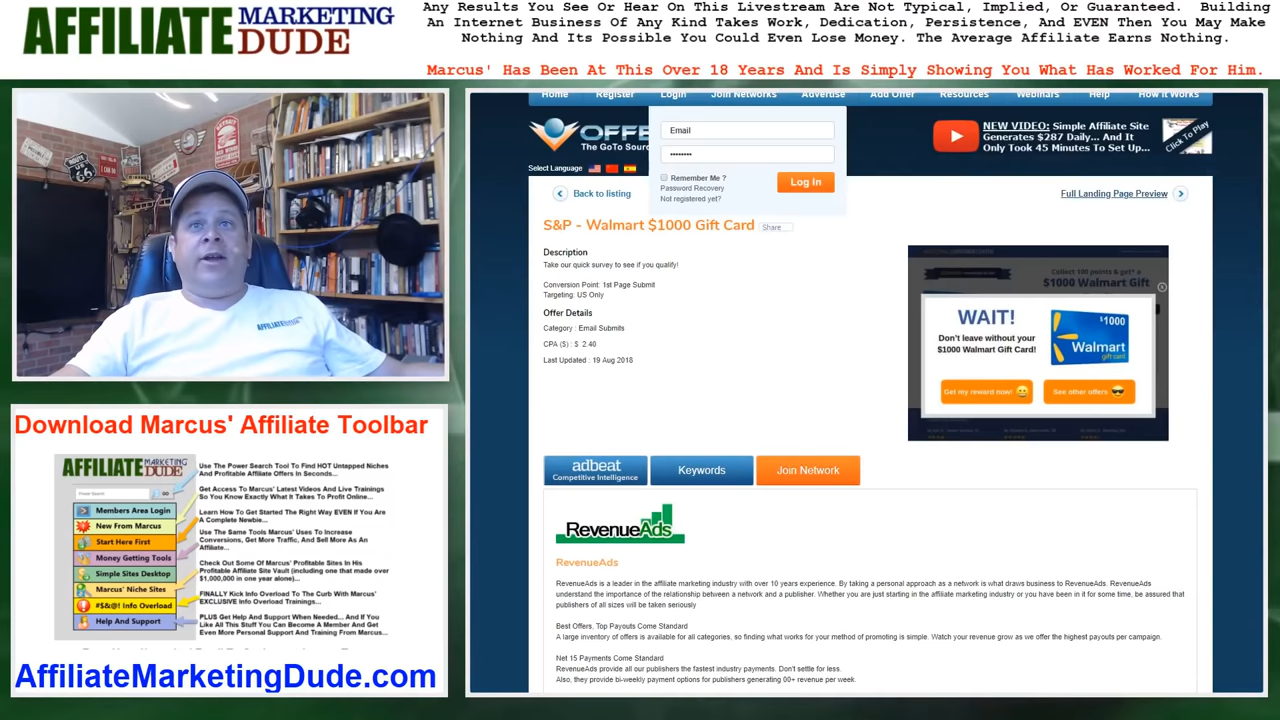 AFFILIATE MARKETING DUDE
Any Results You See Or Hear On This Livestream Are Not Typical, Implied, Or Guaranteed. Building
An Internet Business Of Any Kind Takes Work, Dedication, Persistence, And EVEN Then You May Make
Nothing And Its Possible You Could Even Lose Money. The Average Affiliate Earns Nothing.
Marcus' Has Been At This Over 18 Years And Is Simply Showing You What Has Worked For Him.
ROUTE
US
66
AFFILIATE DUDE
Download Marcus' Affiliate Toolbar
AFFILIATE MARKETING DUDE
Power Search
GO
Members Area Login
New From Marcus
Start Here First
Money Getting Tools
Simple Sites Desktop
Marcus' Niche Sites
#$&@! Info Overload
Help And Support
Use The Power Search Tool To Find HOT Untapped Niches
And Profitable Affiliate Offers In Seconds...
Get Access To Marcus' Latest Videos And Live Trainings
So You Know Exactly What It Takes To Profit Online...
Learn How To Get Started The Right Way EVEN If You Are
A Complete Newbie...
Use The Same Tools Marcus' Uses To Increase
Conversions, Get More Traffic, And Sell More As An
Affiliate...
Check Out Some Of Marcus' Profitable Sites In His
Profitable Affiliate Site Vault (including one that made over
$1,000,000 in one year alone)...
FINALLY Kick Info Overload To The Curb With Marcus'
EXCLUSIVE Info Overload Trainings...
PLUS Get Help And Support When Needed... And If You
Like All This Stuff You Can Become A Member And Get
Even More Personal Support And Training From Marcus...
AffiliateMarketingDude.com
Home Register Login Join Networks Advertise Add Offer Resources Webinars Help How It Works
OFFE
The GoTo Sourc
Email
••••••••
Remember Me ?
Password Recovery
Not registered yet?
Log In
NEW VIDEO: Simple Affiliate Site
Generates $287 Daily... And It
Only Took 45 Minutes To Set Up...
Click To Play
Select Language
Back to listing
Full Landing Page Preview
S&P - Walmart $1000 Gift Card
Share
Description
Take our quick survey to see if you qualify!
Conversion Point: 1st Page Submit
Targeting: US Only
Offer Details
Category : Email Submits
CPA ($) : $ 2.40
Last Updated : 19 Aug 2018
Collect 100 points & get*a
$1000 Walmart Gift
WAIT!
Don't leave without your
$1000 Walmart Gift Card!
$1000
Walmart
gift card
Get my reward now!
See other offers
adbeat
Competitive Intelligence
Keywords
Join Network
RevenueAds
RevenueAds
RevenueAds is a leader in the affiliate marketing industry with over 10 years experience. By taking a personal approach as a network is what draws business to RevenueAds. RevenueAds
understand the importance of the relationship between a network and a publisher. Whether you are just starting in the affiliate marketing industry or you have been in it for some time, be assured that
publishers of all sizes will be taken seriously
Best Offers, Top Payouts Come Standard
A large inventory of offers is available for all categories, so finding what works for your method of promoting is simple. Watch your revenue grow as we offer the highest payouts per campaign.
Net 15 Payments Come Standard
RevenueAds provide all our publishers the fastest industry payments. Don't settle for less.
Also, they provide bi-weekly payment options for publishers generating 00+ revenue per week.